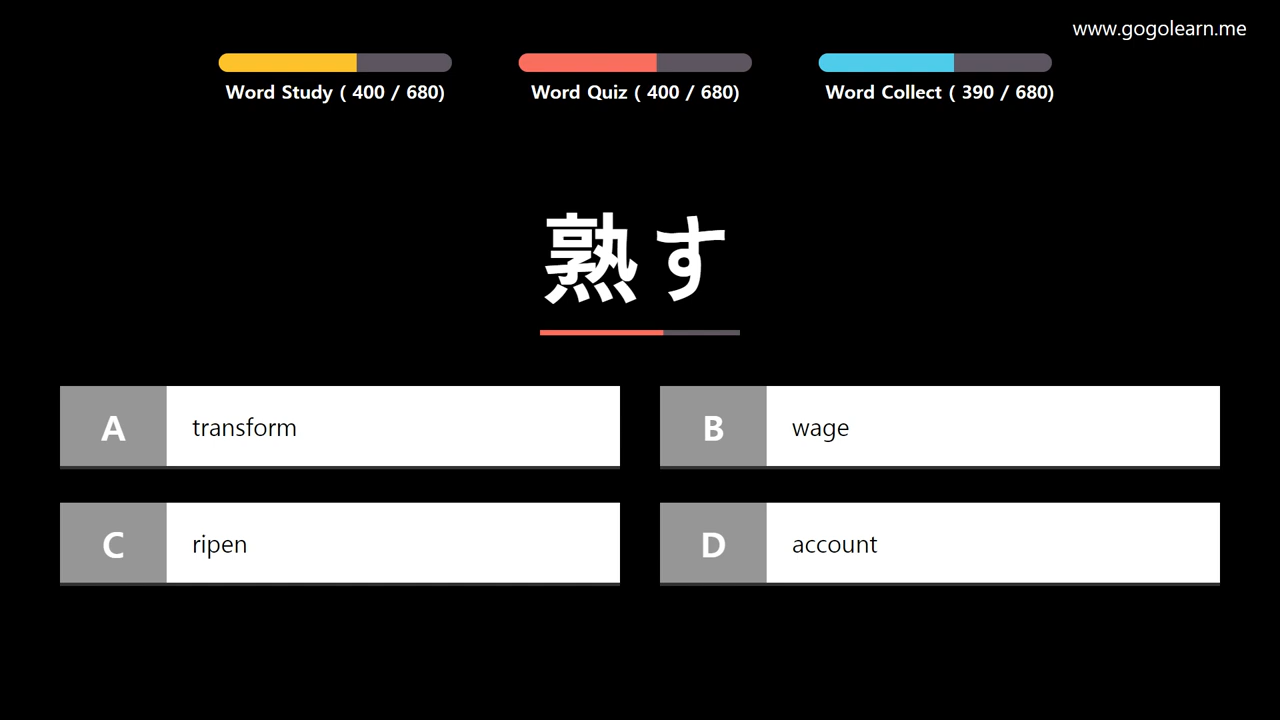 www.gogolearn.me
Word Study ( 400 / 680)
Word Quiz ( 400 / 680)
Word Collect ( 390 / 680)
熟す
A transform
B wage
C ripen
D account